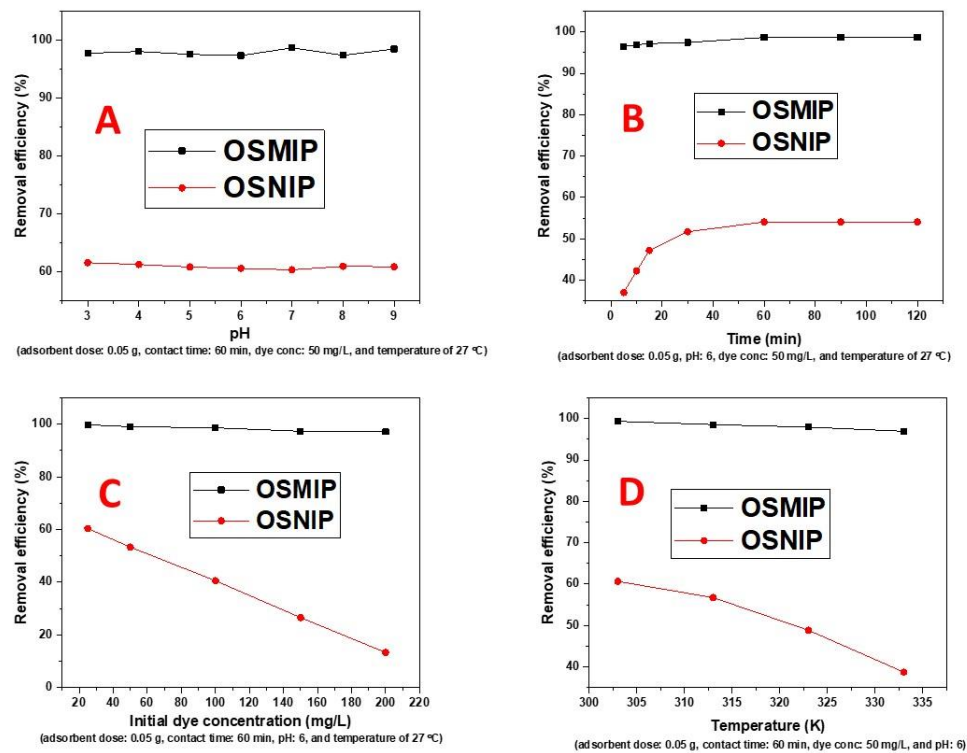 Removal efficiency (%)
100
90
80
70
60
A
OSMIP
OSNIP
3 4 5 6 7 8 9
pH
(adsorbent dose: 0.05 g, contact time: 60 min, dye conc: 50 mg/L, and temperature of 27 ºC)
Removal efficiency (%)
100
90
80
70
60
50
40
B
OSMIP
OSNIP
0 20 40 60 80 100 120
Time (min)
(adsorbent dose: 0.05 g, pH: 6, dye conc: 50 mg/L, and temperature of 27 ºC)
Removal efficiency (%)
100
80
60
40
20
0
C
OSMIP
OSNIP
20 40 60 80 100 120 140 160 180 200 220
Initial dye concentration (mg/L)
(adsorbent dose: 0.05 g, contact time: 60 min, pH: 6, and temperature of 27 ºC)
Removal efficiency (%)
100
90
80
70
60
50
40
D
OSMIP
OSNIP
300 305 310 315 320 325 330 335
Temperature (K)
(adsorbent dose: 0.05 g, contact time: 60 min, dye conc: 50 mg/L, and pH: 6)